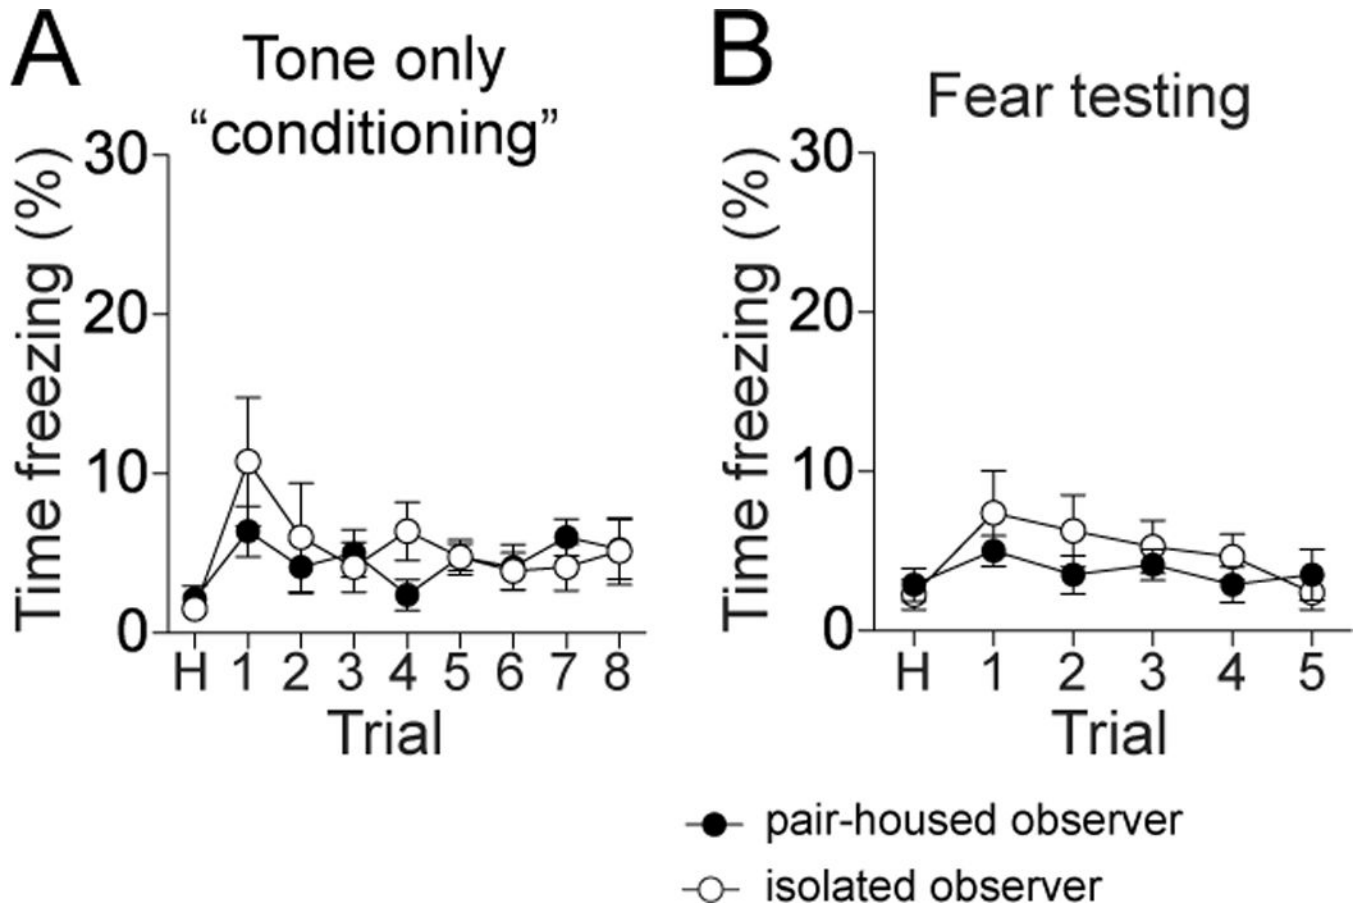 A
Tone only
“conditioning”
Time freezing (%)
30
20
10
0
H 1 2 3 4 5 6 7 8
Trial
B
Fear testing
Time freezing (%)
30
20
10
0
H 1 2 3 4 5
Trial
pair-housed observer
isolated observer